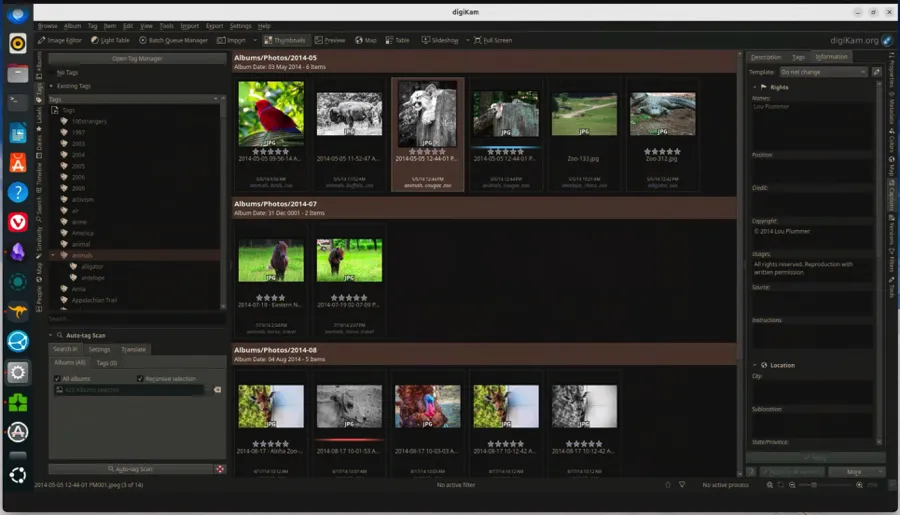 digiKam
Browse Album Tag Item Edit View Tools Import Export Settings Help
Image Editor Light Table Batch Queue Manager Import Thumbnails Preview Map Table Slideshow Full Screen digiKam.org
Open Tag Manager
No Tags
Existing Tags
Tags
Tags
100strangers
1997
2003
2004
2005
2006
2009
activism
air
America
animal
animals
alligator
antelope
Appalachian Trail
Search...
Auto-tag Scan
Search in Settings Translate
Albums (All) Tags (0)
All albums Recursive selection
Auto-tag Scan
Albums/Photos/2014-05
Album Date: 03 May 2014 - 6 Items
JPG JPG JPG JPG JPG JPG
2014-05-05 09-56-14 A... 2014-05-05 11-52-47 A... 2014-05-05 12-44-01 P... 2014-05-05 12-44-01 P... Zoo-133.jpg Zoo-312.jpg
Albums/Photos/2014-07
Album Date: 31 Dec 0001 - 2 Items
JPG JPG
2014-07-19 - Eastern N... 2014-07-19 02-07-09 P...
Albums/Photos/2014-08
Album Date: 04 Aug 2014 - 5 Items
JPG JPG JPG JPG JPG
2014-08-17 - Aloha Zoo-... 2014-08-17 10-01-53 A... 2014-08-17 10-03-03 A... 2014-08-17 10-12-42 A... 2014-08-17 10-12-42 A...
Description Tags Information
Template: Do not change
Rights
Names:
Lou Plummer
Position:
Credit:
Copyright:
© 2014 Lou Plummer
Usages:
All rights reserved. Reproduction with
written permission
Source:
Instructions:
Location
City:
Sublocation:
State/Province:
More
Properties Metadata Colors Map Captions Versions Filters Tools
Albums Tags Labels Dates Timeline Search Similarity Map People
2014-05-05 12-44-01 PM001.jpeg (3 of 14) No active filter No active process